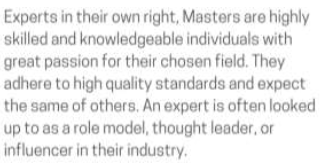 Experts in their own right, Masters are highly
skilled and knowledgeable individuals with
great passion for their chosen field. They
adhere to high quality standards and expect
the same of others. An expert is often looked
up to as a role model, thought leader, or
influencer in their industry.